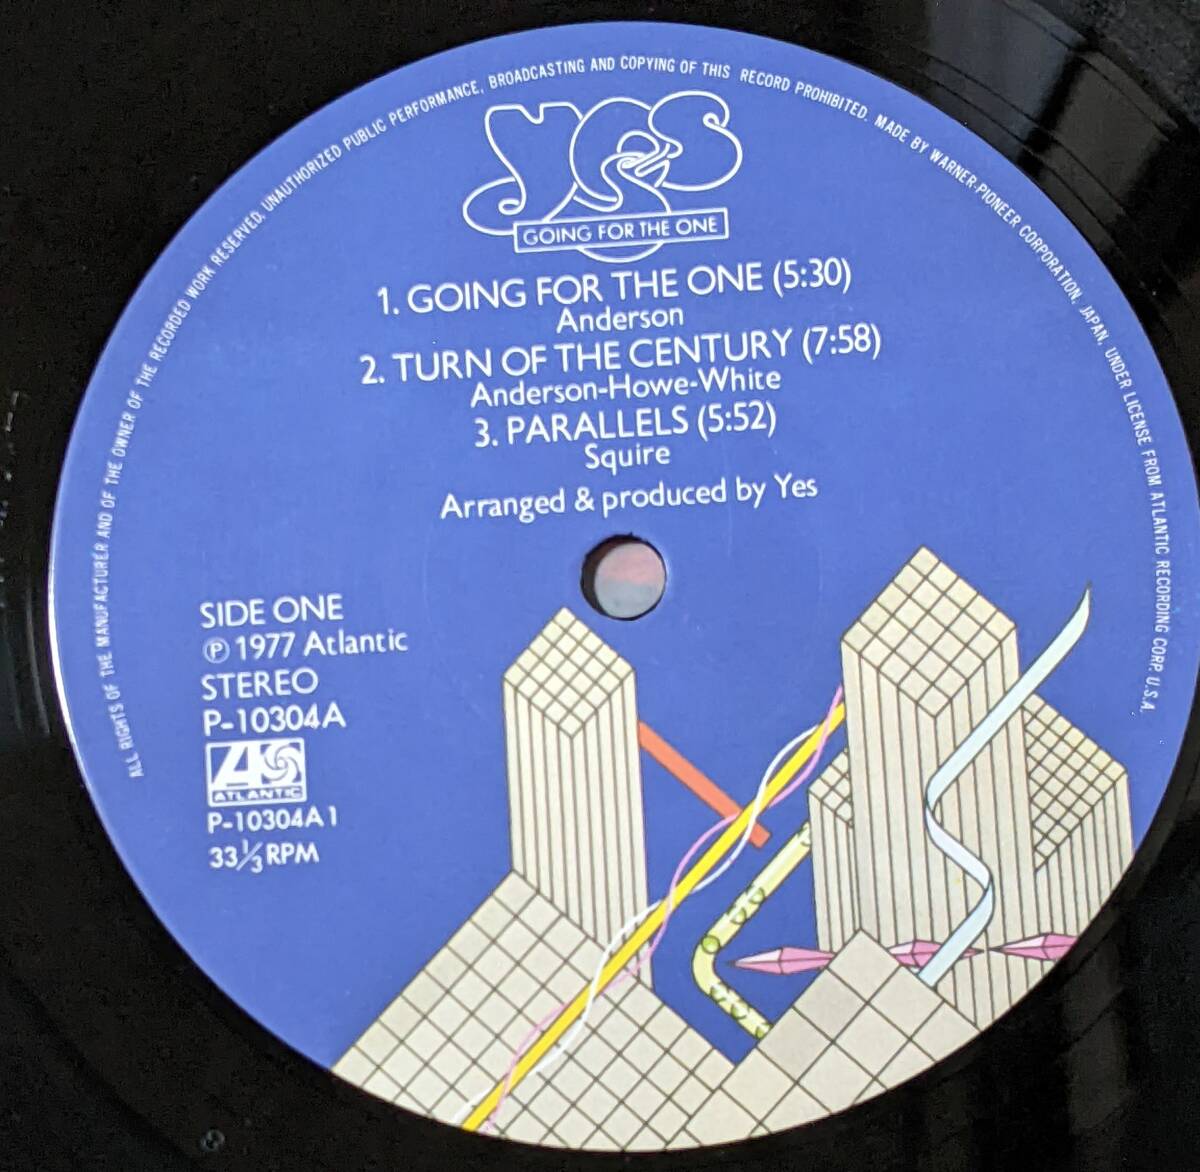 ALL RIGHTS OF THE MANUFACTURER AND OF THE OWNER OF THE RECORDED WORK RESERVED. UNAUTHORIZED PUBLIC PERFORMANCE, BROADCASTING AND COPYING OF THIS RECORD PROHIBITED. MADE BY WARNER-PIONEER CORPORATION, JAPAN, UNDER LICENSE FROM ATLANTIC RECORDING CORP. U.S.A.
yes
GOING FOR THE ONE
1. GOING FOR THE ONE (5:30)
Anderson
2. TURN OF THE CENTURY (7:58)
Anderson-Howe-White
3. PARALLELS (5:52)
Squire
Arranged & produced by Yes
SIDE ONE
℗ 1977 Atlantic
STEREO
P-10304A
ATLANTIC
P-10304A1
33⅓ RPM